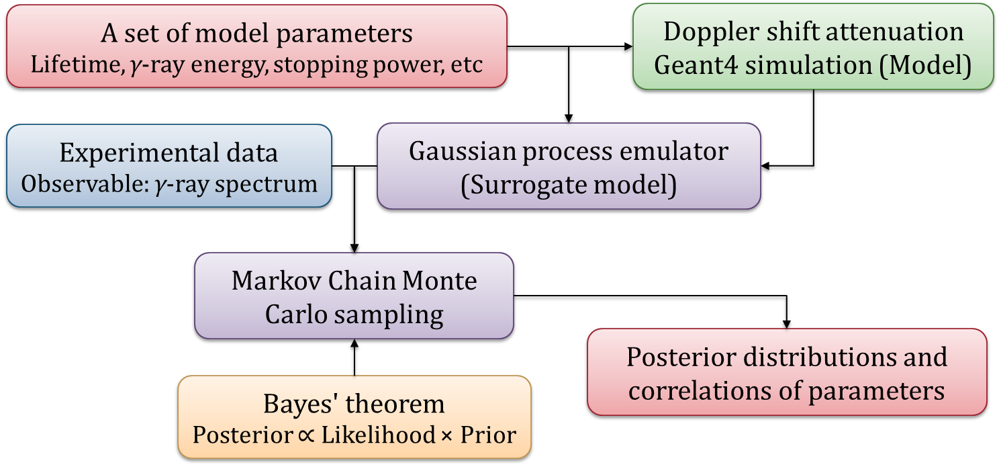 A set of model parameters
Lifetime, γ-ray energy, stopping power, etc
Doppler shift attenuation
Geant4 simulation (Model)
Experimental data
Observable: γ-ray spectrum
Gaussian process emulator
(Surrogate model)
Markov Chain Monte
Carlo sampling
Bayes' theorem
Posterior ∝ Likelihood × Prior
Posterior distributions and
correlations of parameters